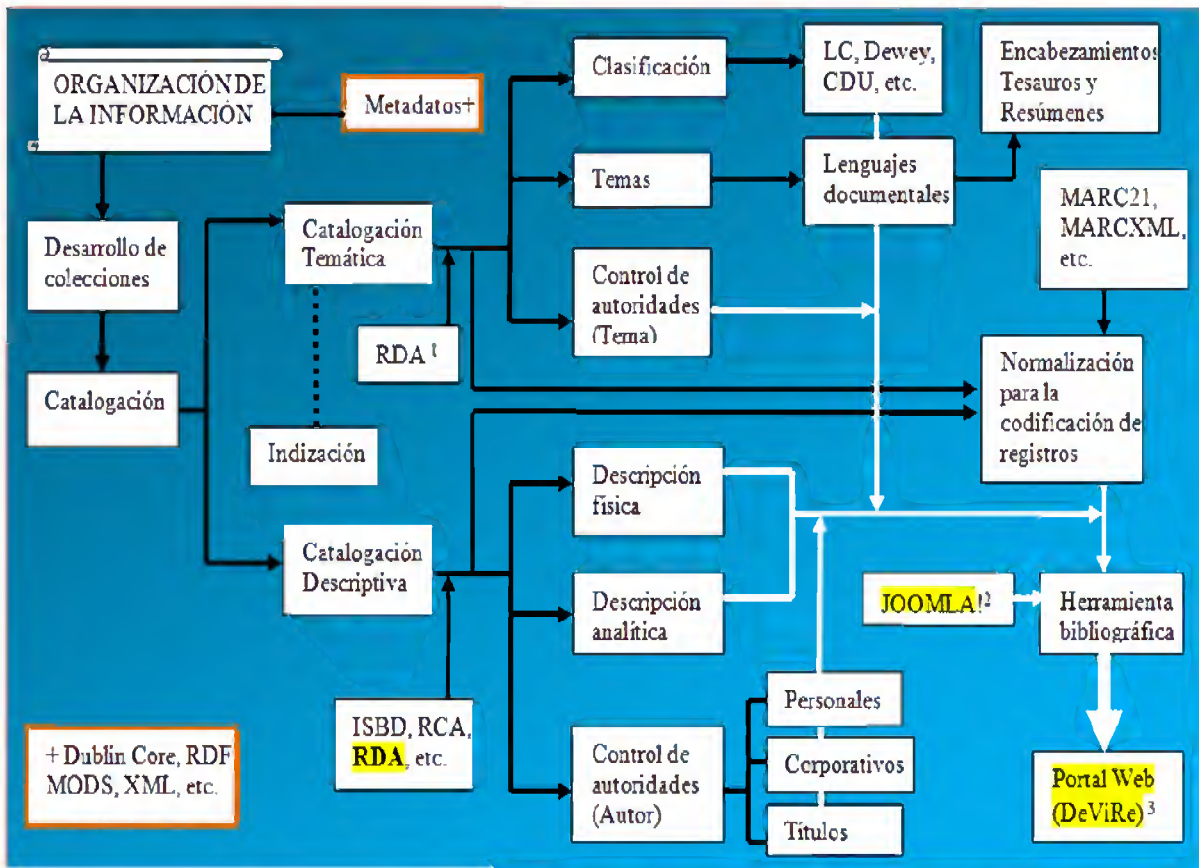 ORGANIZACIÓN DE
LA INFORMACIÓN
Metadatos+
Desarrollo de
colecciones
Catalogación
Catalogación
Temática
RDA 1
Indización
Catalogación
Descriptiva
ISBD, RCA,
RDA, etc.
+ Dublin Core, RDF
MODS, XML, etc.
Clasificación
LC, Dewey,
CDU, etc.
Encabezamientos
Tesauros y
Resúmenes
Temas
Lenguajes
documentales
Control de
autoridades
(Tema)
MARC21,
MARCXML,
etc.
Normalización
para la
codificación de
registros
Descripción
física
Descripción
analítica
JOOMLA!2
Herramienta
bibliográfica
Control de
autoridades
(Autor)
Personales
Corporativos
Títulos
Portal Web
(DeViRe) 3